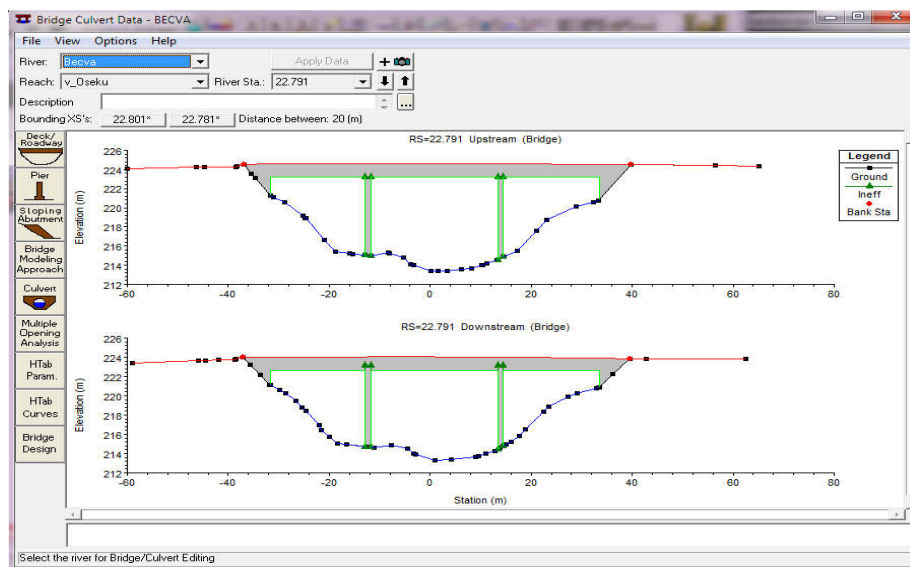 Bridge Culvert Data - BECVA
File View Options Help
River: Becva Apply Data +
Reach: v_Oseku River Sta.: 22.791
Description ...
Bounding XS's: 22.801* 22.781* Distance between: 20 (m)
Deck/
Roadway
Pier
Sloping
Abutment
Bridge
Modeling
Approach
Culvert
Multiple
Opening
Analysis
HTab
Param.
HTab
Curves
Bridge
Design
RS=22.791 Upstream (Bridge)
226
224
222
220
218
216
214
212
Elevation (m)
-60 -40 -20 0 20 40 60 80
Legend
Ground
Ineff
Bank Sta
RS=22.791 Downstream (Bridge)
226
224
222
220
218
216
214
212
Elevation (m)
-60 -40 -20 0 20 40 60 80
Station (m)
Select the river for Bridge/Culvert Editing